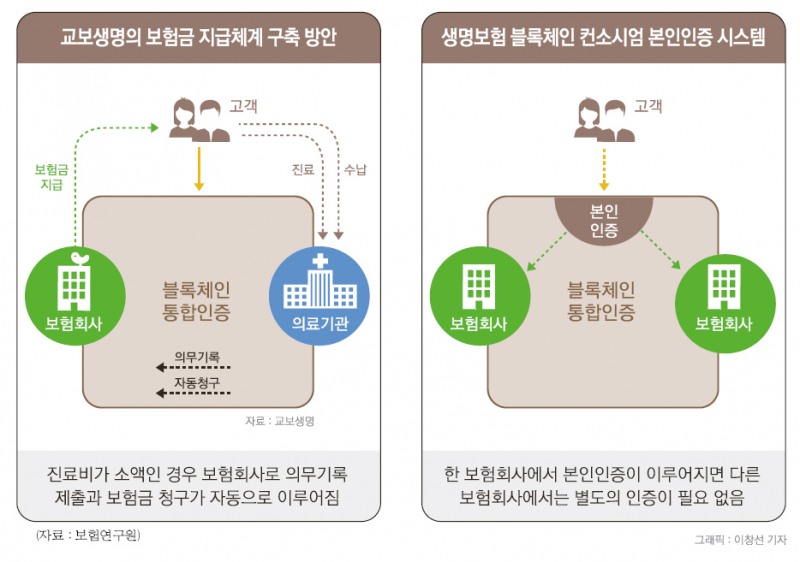 교보생명의 보험금 지급체계 구축 방안
고객
보험금
지급
진료
수납
보험회사
블록체인
통합인증
의료기관
의무기록
자동청구
자료 : 교보생명
진료비가 소액인 경우 보험회사로 의무기록
제출과 보험금 청구가 자동으로 이루어짐
(자료 : 보험연구원)
생명보험 블록체인 컨소시엄 본인인증 시스템
고객
본인
인증
보험회사
블록체인
통합인증
보험회사
한 보험회사에서 본인인증이 이루어지면 다른
보험회사에서는 별도의 인증이 필요 없음
그래픽 : 이창선 기자